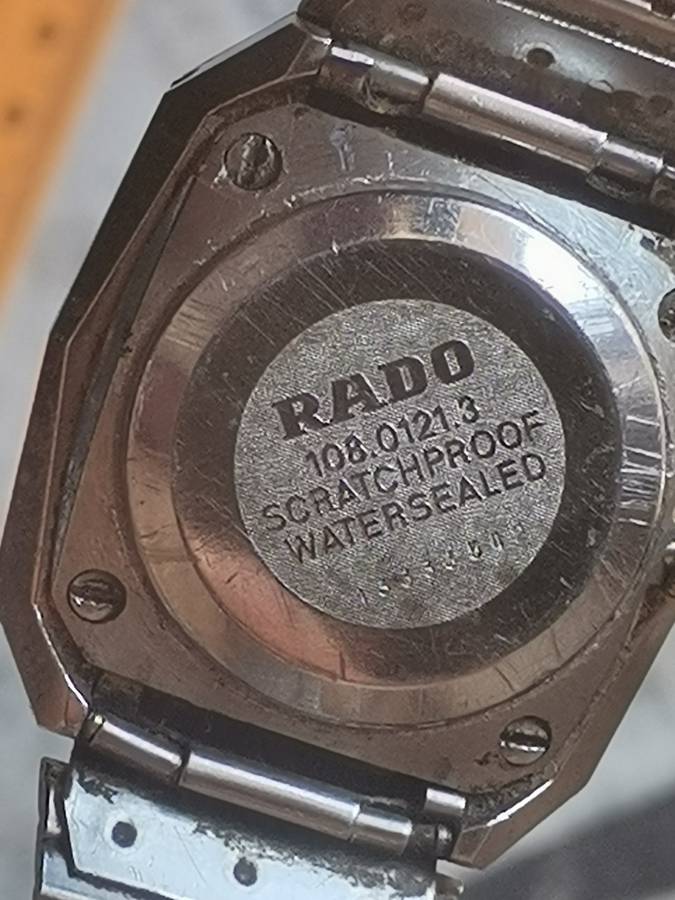 RADO
108.0121.3
SCRATCHPROOF
WATERSEALED